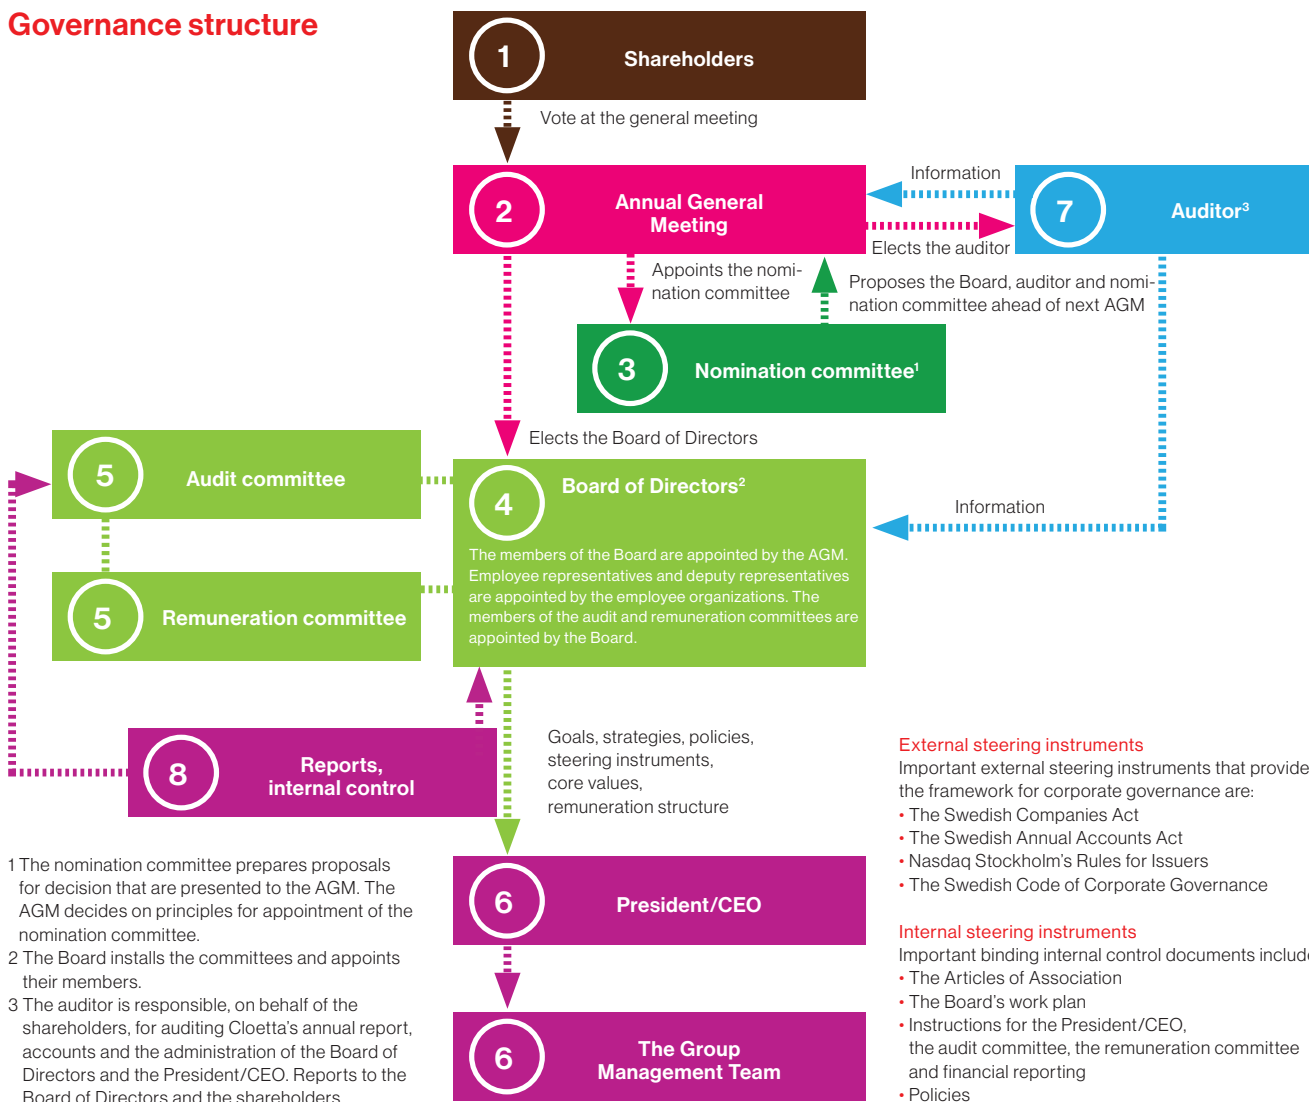 Governance structure
1
Shareholders
Vote at the general meeting
2
Annual General
Meeting
Information
Elects the auditor
7
Auditor³
Appoints the nomi-
nation committee
Proposes the Board, auditor and nomi-
nation committee ahead of next AGM
3
Nomination committee¹
Elects the Board of Directors
5
Audit committee
4
Board of Directors²
The members of the Board are appointed by the AGM.
Employee representatives and deputy representatives
are appointed by the employee organizations. The
members of the audit and remuneration committees are
appointed by the Board.
Information
5
Remuneration committee
8
Reports,
internal control
Goals, strategies, policies,
steering instruments,
core values,
remuneration structure
6
President/CEO
6
The Group
Management Team
1 The nomination committee prepares proposals
for decision that are presented to the AGM. The
AGM decides on principles for appointment of the
nomination committee.
2 The Board installs the committees and appoints
their members.
3 The auditor is responsible, on behalf of the
shareholders, for auditing Cloetta's annual report,
accounts and the administration of the Board of
Directors and the President/CEO. Reports to the
Board of Directors and the shareholders
External steering instruments
Important external steering instruments that provide
the framework for corporate governance are:
• The Swedish Companies Act
• The Swedish Annual Accounts Act
• Nasdaq Stockholm's Rules for Issuers
• The Swedish Code of Corporate Governance
Internal steering instruments
Important binding internal control documents include
• The Articles of Association
• The Board's work plan
• Instructions for the President/CEO,
the audit committee, the remuneration committee
and financial reporting
• Policies